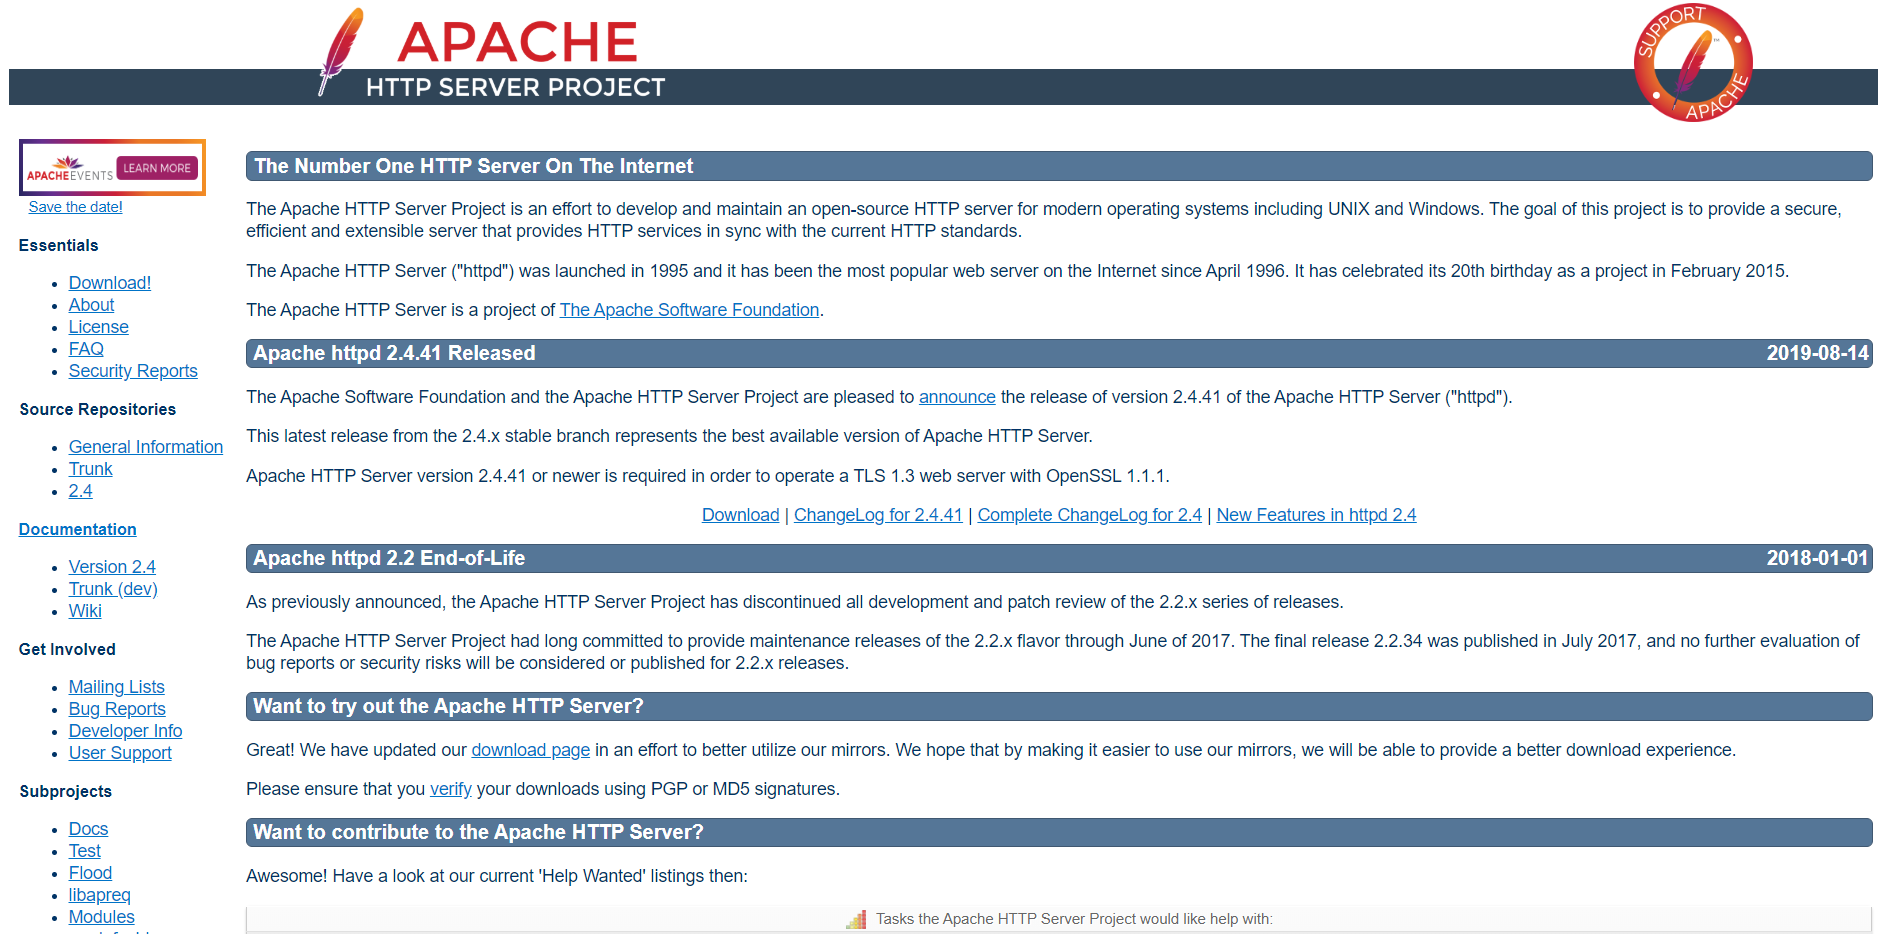 APACHE
HTTP SERVER PROJECT
SUPPORT
APACHE
™
APACHEEVENTS LEARN MORE
Save the date!
Essentials
Download!
About
License
FAQ
Security Reports
Source Repositories
General Information
Trunk
2.4
Documentation
Version 2.4
Trunk (dev)
Wiki
Get Involved
Mailing Lists
Bug Reports
Developer Info
User Support
Subprojects
Docs
Test
Flood
libapreq
Modules
The Number One HTTP Server On The Internet
The Apache HTTP Server Project is an effort to develop and maintain an open-source HTTP server for modern operating systems including UNIX and Windows. The goal of this project is to provide a secure,
efficient and extensible server that provides HTTP services in sync with the current HTTP standards.
The Apache HTTP Server ("httpd") was launched in 1995 and it has been the most popular web server on the Internet since April 1996. It has celebrated its 20th birthday as a project in February 2015.
The Apache HTTP Server is a project of The Apache Software Foundation.
Apache httpd 2.4.41 Released 2019-08-14
The Apache Software Foundation and the Apache HTTP Server Project are pleased to announce the release of version 2.4.41 of the Apache HTTP Server ("httpd").
This latest release from the 2.4.x stable branch represents the best available version of Apache HTTP Server.
Apache HTTP Server version 2.4.41 or newer is required in order to operate a TLS 1.3 web server with OpenSSL 1.1.1.
Download | ChangeLog for 2.4.41 | Complete ChangeLog for 2.4 | New Features in httpd 2.4
Apache httpd 2.2 End-of-Life 2018-01-01
As previously announced, the Apache HTTP Server Project has discontinued all development and patch review of the 2.2.x series of releases.
The Apache HTTP Server Project had long committed to provide maintenance releases of the 2.2.x flavor through June of 2017. The final release 2.2.34 was published in July 2017, and no further evaluation of
bug reports or security risks will be considered or published for 2.2.x releases.
Want to try out the Apache HTTP Server?
Great! We have updated our download page in an effort to better utilize our mirrors. We hope that by making it easier to use our mirrors, we will be able to provide a better download experience.
Please ensure that you verify your downloads using PGP or MD5 signatures.
Want to contribute to the Apache HTTP Server?
Awesome! Have a look at our current 'Help Wanted' listings then:
Tasks the Apache HTTP Server Project would like help with: